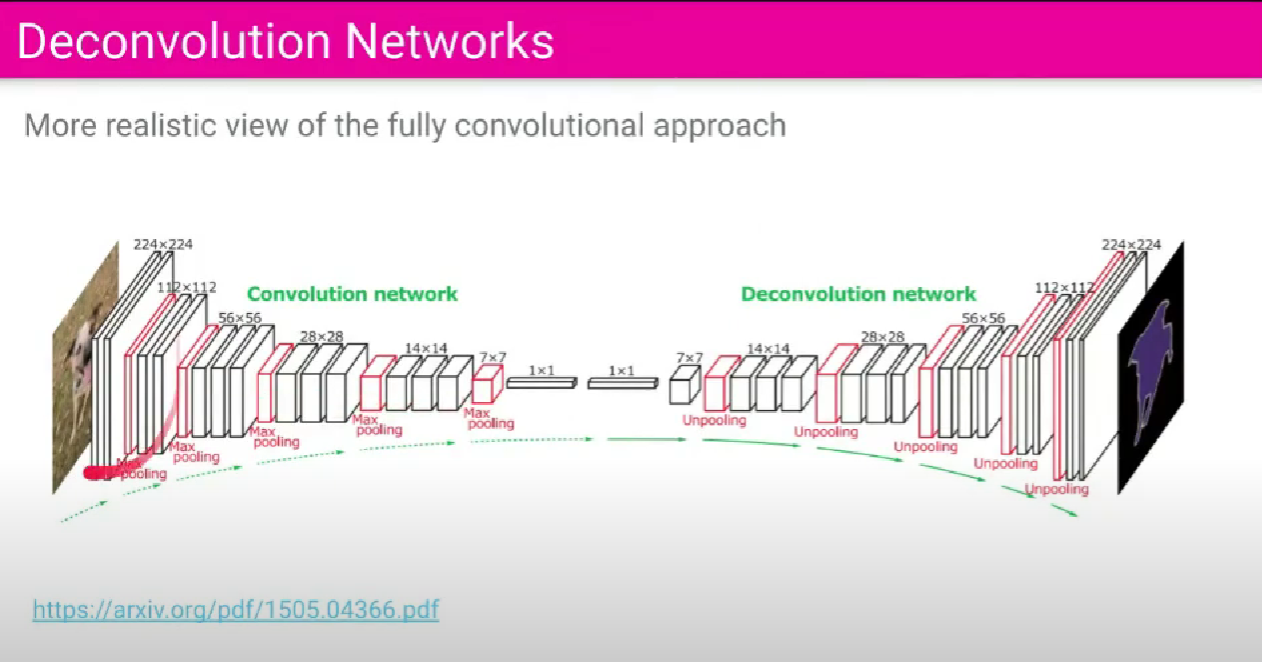 Deconvolution Networks
More realistic view of the fully convolutional approach
224×224
112×112
56×56
28×28
14×14
7×7
1×1
1×1
7×7
14×14
28×28
56×56
112×112
224×224
Convolution network
Deconvolution network
Max
pooling
Max
pooling
Max
pooling
Max
pooling
Max
pooling
Unpooling
Unpooling
Unpooling
Unpooling
Unpooling
https://arxiv.org/pdf/1505.04366.pdf